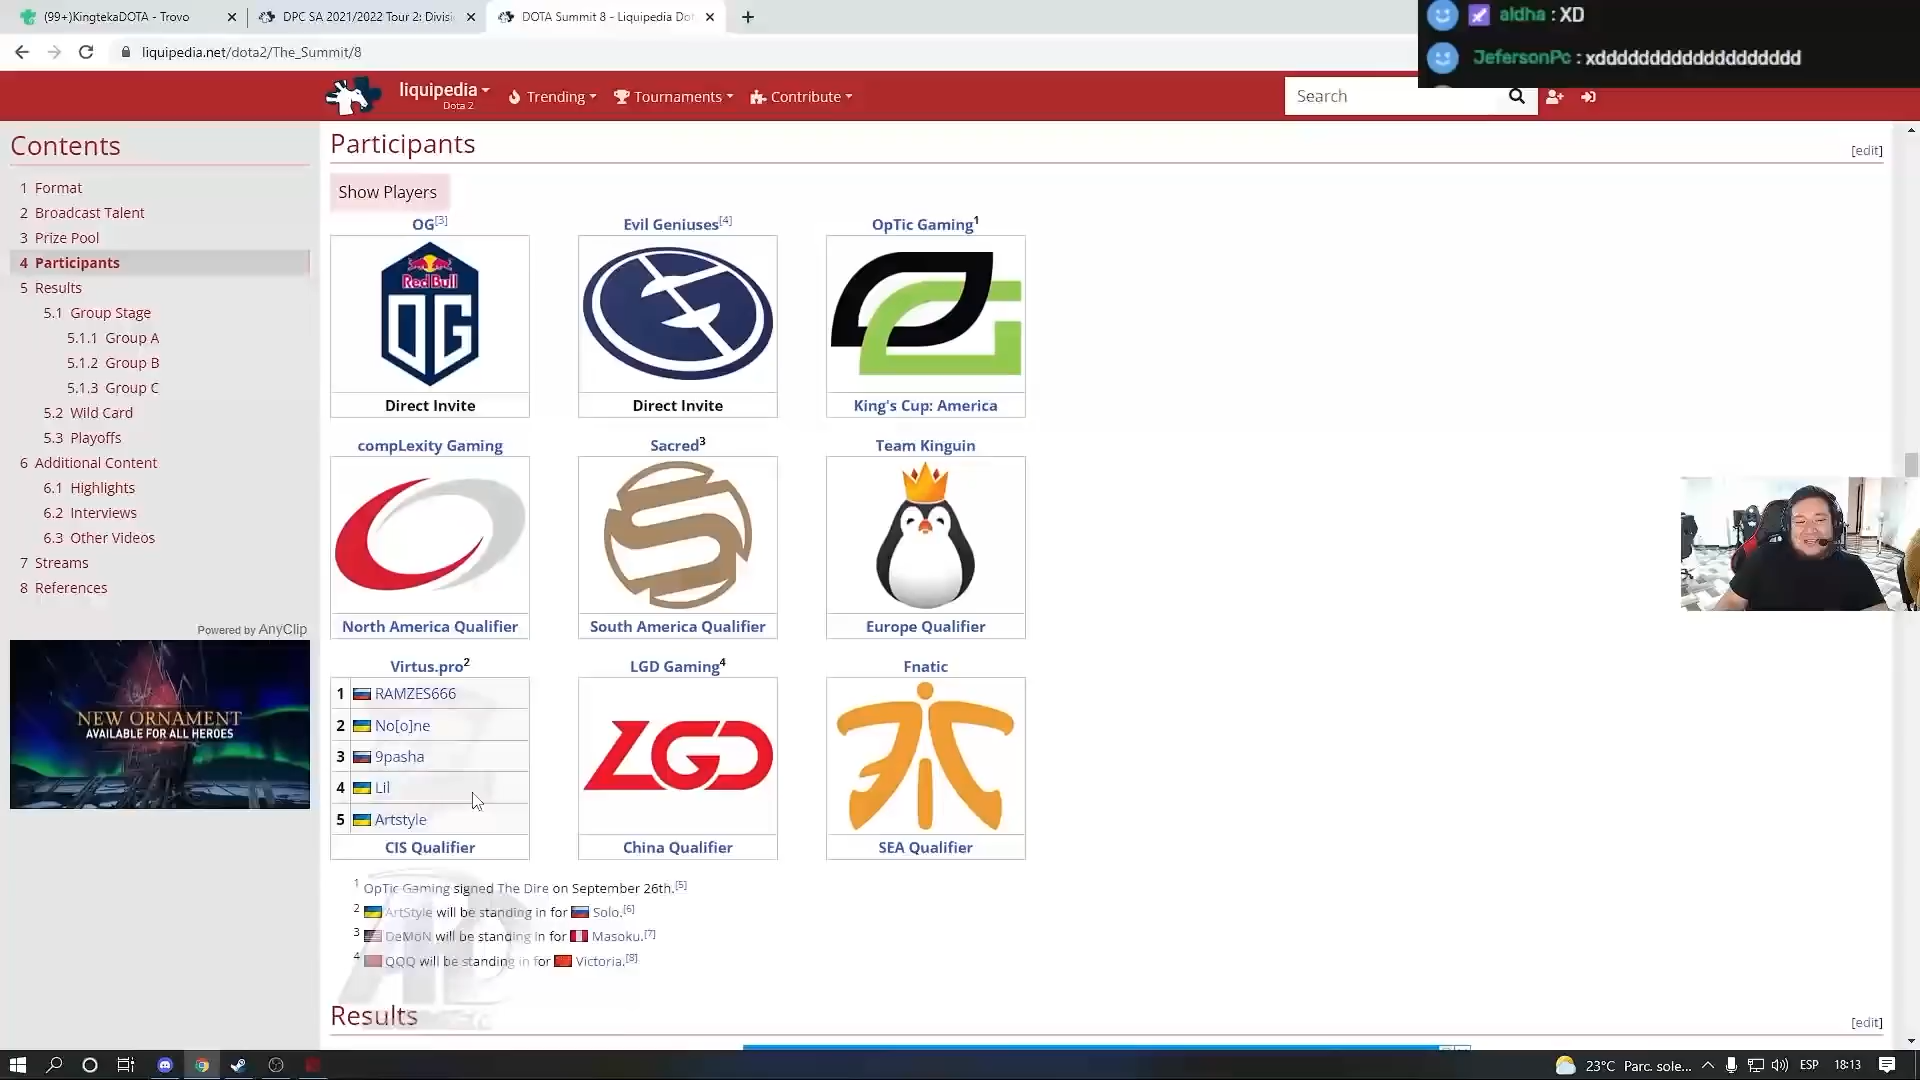 (99+)KingtekaDOTA - Trovo
DPC SA 2021/2022 Tour 2: Divisi
DOTA Summit 8 - Liquipedia Dot
liquipedia.net/dota2/The_Summit/8
aldha : XD
JefersonPc : xddddddddddddddddddd
liquipedia
Dota 2
Trending
Tournaments
Contribute
Search
Contents
1 Format
2 Broadcast Talent
3 Prize Pool
4 Participants
5 Results
5.1 Group Stage
5.1.1 Group A
5.1.2 Group B
5.1.3 Group C
5.2 Wild Card
5.3 Playoffs
6 Additional Content
6.1 Highlights
6.2 Interviews
6.3 Other Videos
7 Streams
8 References
Powered by AnyClip
NEW ORNAMENT
AVAILABLE FOR ALL HEROES
Participants
[edit]
Show Players
OG[3]
Evil Geniuses[4]
OpTic Gaming1
Red Bull
OG
Direct Invite
Direct Invite
King's Cup: America
compLexity Gaming
Sacred3
Team Kinguin
North America Qualifier
South America Qualifier
Europe Qualifier
Virtus.pro2
LGD Gaming4
Fnatic
1 RAMZES666
2 No[o]ne
3 9pasha
4 Lil
5 Artstyle
LGD
CIS Qualifier
China Qualifier
SEA Qualifier
1 OpTic Gaming signed The Dire on September 26th.[5]
2 ArtStyle will be standing in for Solo.[6]
3 DeMoN will be standing in for Masoku.[7]
4 QQQ will be standing in for Victoria.[8]
Results
[edit]
23°C Parc. sole...
ESP
18:13